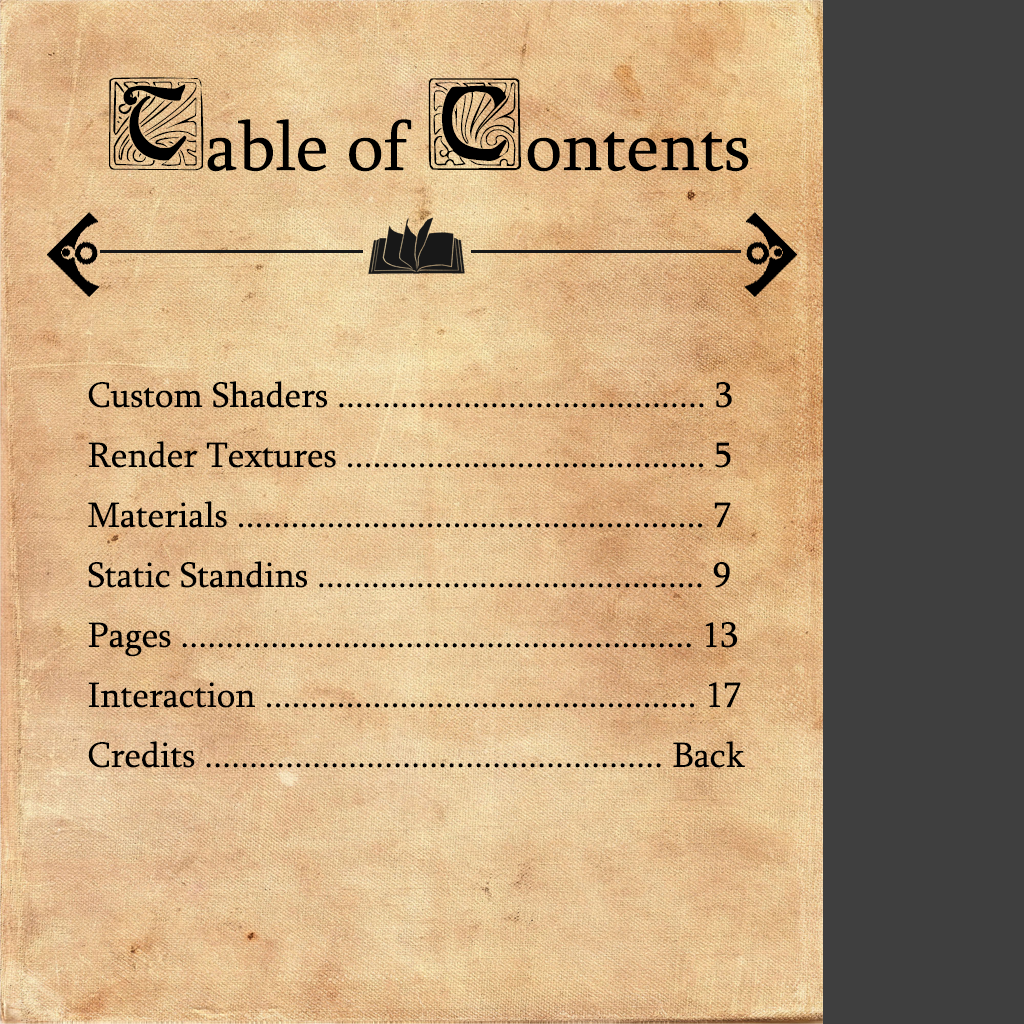 Table of Contents
Custom Shaders ......................................... 3
Render Textures ........................................ 5
Materials .................................................... 7
Static Standins ........................................... 9
Pages ......................................................... 13
Interaction ................................................ 17
Credits ................................................... Back